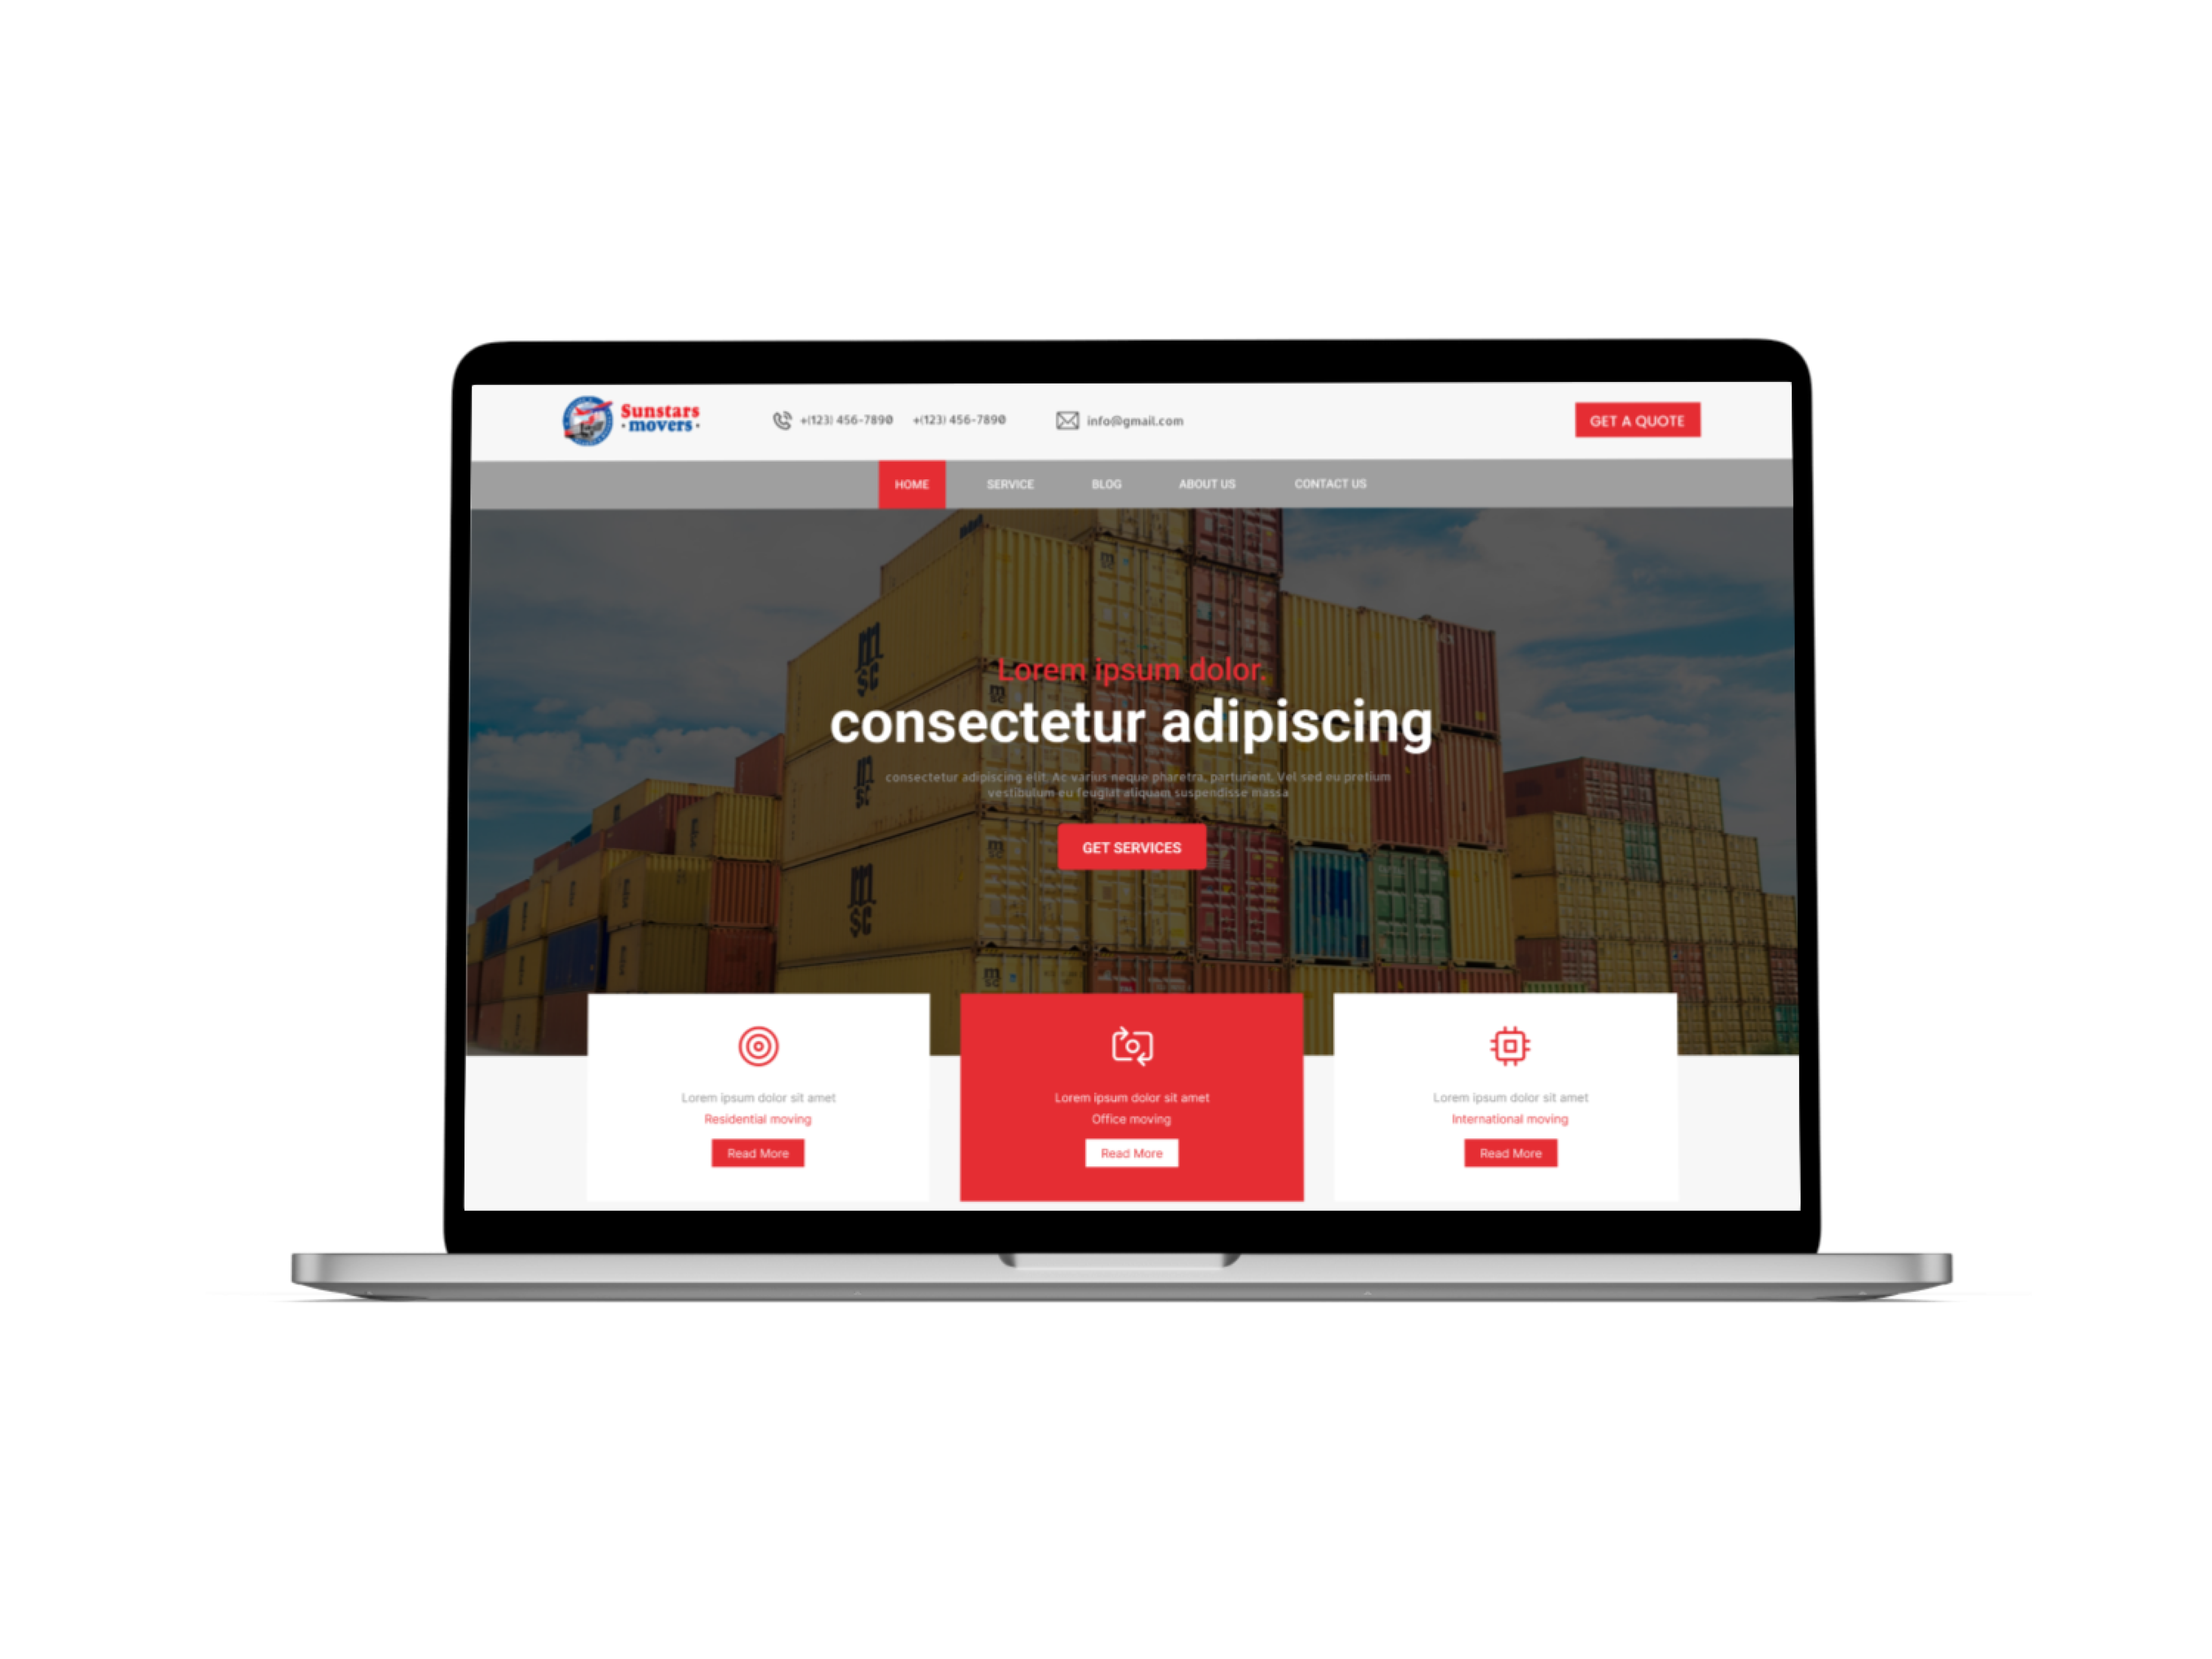 Sunstars
·movers·
+(123) 456-7890 +(123) 456-7890 info@gmail.com
GET A QUOTE
HOME SERVICE BLOG ABOUT US CONTACT US
Lorem ipsum dolor.
consectetur adipiscing
consectetur adipiscing elit. Ac varius neque pharetra, parturient. Vel sed eu pretium
vestibulum eu feugiat aliquam suspendisse massa
GET SERVICES
m
SC
m
SC
m
SC
Lorem ipsum dolor sit amet
Residential moving
Read More
Lorem ipsum dolor sit amet
Office moving
Read More
Lorem ipsum dolor sit amet
International moving
Read More